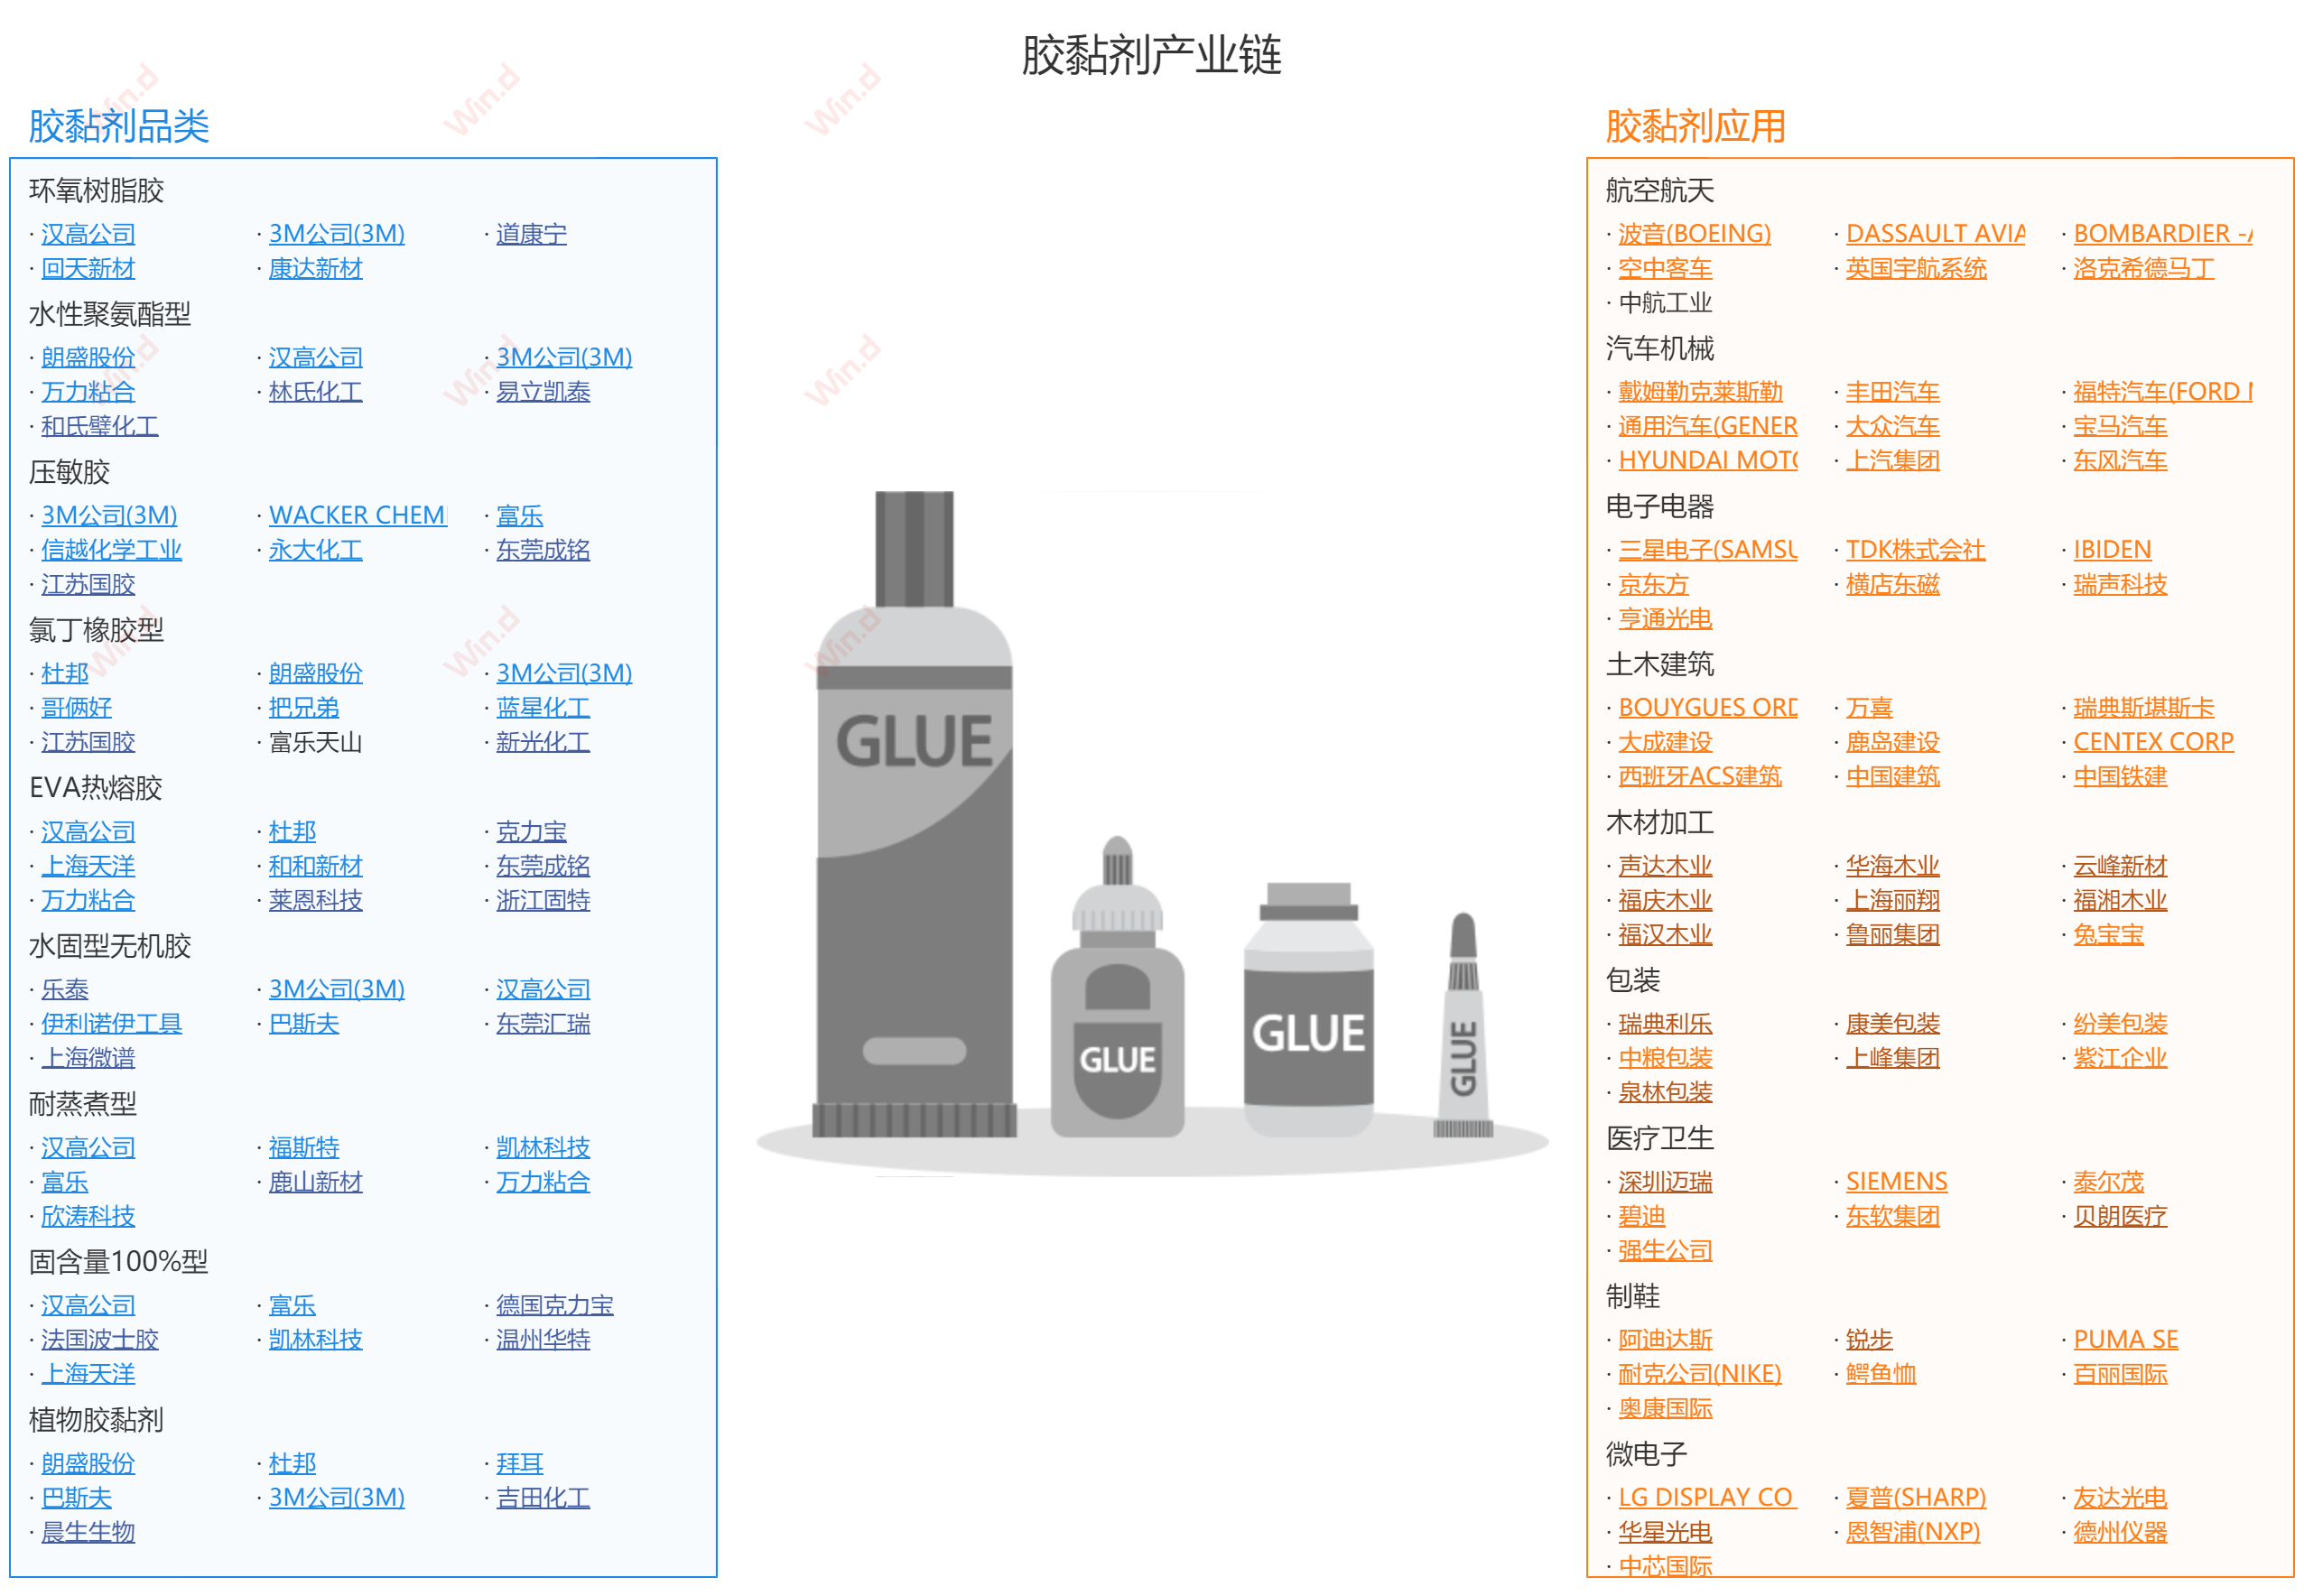 胶黏剂产业链
胶黏剂品类
环氧树脂胶
· 汉高公司 · 3M公司(3M) · 道康宁
· 回天新材 · 康达新材
水性聚氨酯型
· 朗盛股份 · 汉高公司 · 3M公司(3M)
· 万力粘合 · 林氏化工 · 易立凯泰
· 和氏璧化工
压敏胶
· 3M公司(3M) · WACKER CHEM · 富乐
· 信越化学工业 · 永大化工 · 东莞成铭
· 江苏国胶
氯丁橡胶型
· 杜邦 · 朗盛股份 · 3M公司(3M)
· 哥俩好 · 把兄弟 · 蓝星化工
· 江苏国胶 · 富乐天山 · 新光化工
EVA热熔胶
· 汉高公司 · 杜邦 · 克力宝
· 上海天洋 · 和和新材 · 东莞成铭
· 万力粘合 · 莱恩科技 · 浙江固特
水固型无机胶
· 乐泰 · 3M公司(3M) · 汉高公司
· 伊利诺伊工具 · 巴斯夫 · 东莞汇瑞
· 上海微谱
耐蒸煮型
· 汉高公司 · 福斯特 · 凯林科技
· 富乐 · 鹿山新材 · 万力粘合
· 欣涛科技
固含量100%型
· 汉高公司 · 富乐 · 德国克力宝
· 法国波士胶 · 凯林科技 · 温州华特
· 上海天洋
植物胶黏剂
· 朗盛股份 · 杜邦 · 拜耳
· 巴斯夫 · 3M公司(3M) · 吉田化工
· 晨生生物
GLUE
GLUE
GLUE
GLUE
胶黏剂应用
航空航天
· 波音(BOEING) · DASSAULT AVIA · BOMBARDIER -A
· 空中客车 · 英国宇航系统 · 洛克希德马丁
· 中航工业
汽车机械
· 戴姆勒克莱斯勒 · 丰田汽车 · 福特汽车(FORD M
· 通用汽车(GENER · 大众汽车 · 宝马汽车
· HYUNDAI MOTO · 上汽集团 · 东风汽车
电子电器
· 三星电子(SAMSU · TDK株式会社 · IBIDEN
· 京东方 · 横店东磁 · 瑞声科技
· 亨通光电
土木建筑
· BOUYGUES ORD · 万喜 · 瑞典斯堪斯卡
· 大成建设 · 鹿岛建设 · CENTEX CORP
· 西班牙ACS建筑 · 中国建筑 · 中国铁建
木材加工
· 声达木业 · 华海木业 · 云峰新材
· 福庆木业 · 上海丽翔 · 福湘木业
· 福汉木业 · 鲁丽集团 · 兔宝宝
包装
· 瑞典利乐 · 康美包装 · 纷美包装
· 中粮包装 · 上峰集团 · 紫江企业
· 泉林包装
医疗卫生
· 深圳迈瑞 · SIEMENS · 泰尔茂
· 碧迪 · 东软集团 · 贝朗医疗
· 强生公司
制鞋
· 阿迪达斯 · 锐步 · PUMA SE
· 耐克公司(NIKE) · 鳄鱼恤 · 百丽国际
· 奥康国际
微电子
· LG DISPLAY CO · 夏普(SHARP) · 友达光电
· 华星光电 · 恩智浦(NXP) · 德州仪器
· 中芯国际
Win.d
Win.d
Win.d
Win.d
Win.d
Win.d
Win.d
Win.d
Win.d